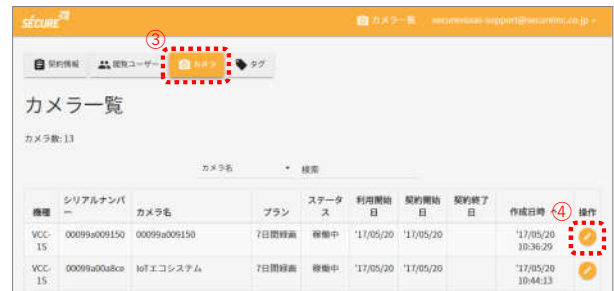 SECURE
カメラ一覧 securevsaas-support@secureinc.co.jp
③
契約情報 閲覧ユーザー カメラ タグ
カメラ一覧
カメラ数: 13
カメラ名 検索
機種 シリアルナンバー カメラ名 プラン ステータス 利用開始日 契約開始日 契約終了日 作成日時 ↑ ④ 操作
VCC-1S 00099a009150 00099a009150 7日間録画 稼働中 '17/05/20 '17/05/20 '17/05/20 10:36:29
VCC-1S 00099a00a8ce IoTエコシステム 7日間録画 稼働中 '17/05/20 '17/05/20 '17/05/20 10:44:13